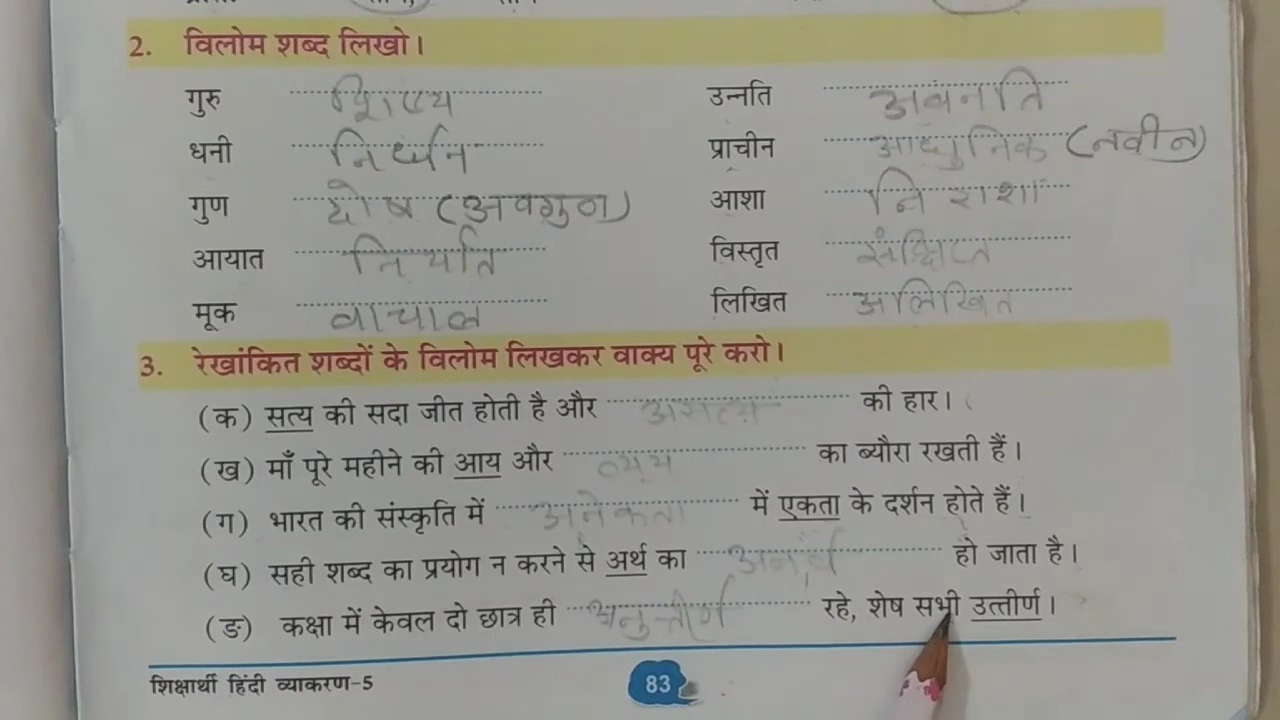 2. विलोम शब्द लिखो।
गुरु शिष्य उन्नति अवनति
धनी निर्धन प्राचीन आधुनिक (नवीन)
गुण दोष (अवगुण) आशा निराशा
आयात निर्यात विस्तृत संक्षिप्त
मूक वाचाल लिखित अलिखित
3. रेखांकित शब्दों के विलोम लिखकर वाक्य पूरे करो।
(क) सत्य की सदा जीत होती है और असत्य की हार।
(ख) माँ पूरे महीने की आय और व्यय का ब्यौरा रखती हैं।
(ग) भारत की संस्कृति में अनेकता में एकता के दर्शन होते हैं।
(घ) सही शब्द का प्रयोग न करने से अर्थ का अनर्थ हो जाता है।
(ङ) कक्षा में केवल दो छात्र ही अनुत्तीर्ण रहे, शेष सभी उत्तीर्ण।
शिक्षार्थी हिंदी व्याकरण-5 83